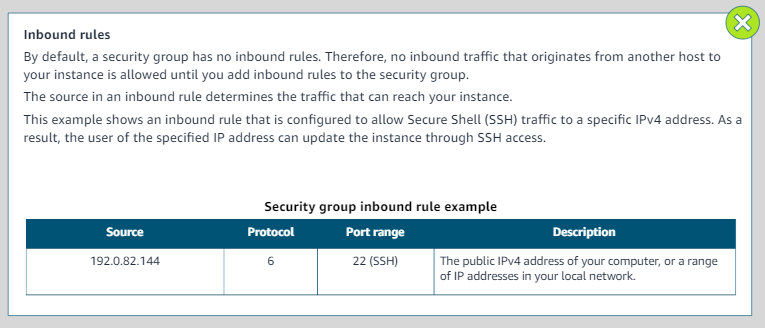 Inbound rules
By default, a security group has no inbound rules. Therefore, no inbound traffic that originates from another host to
your instance is allowed until you add inbound rules to the security group.
The source in an inbound rule determines the traffic that can reach your instance.
This example shows an inbound rule that is configured to allow Secure Shell (SSH) traffic to a specific IPv4 address. As a
result, the user of the specified IP address can update the instance through SSH access.
Security group inbound rule example
Source Protocol Port range Description
192.0.82.144 6 22 (SSH) The public IPv4 address of your computer, or a range
of IP addresses in your local network.